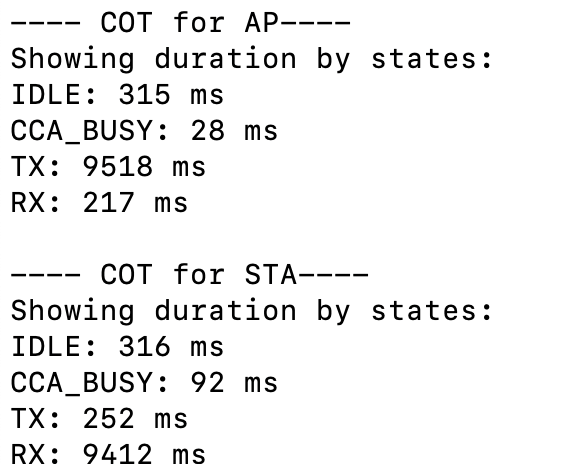 ---- COT for AP----
Showing duration by states:
IDLE: 315 ms
CCA_BUSY: 28 ms
TX: 9518 ms
RX: 217 ms

---- COT for STA----
Showing duration by states:
IDLE: 316 ms
CCA_BUSY: 92 ms
TX: 252 ms
RX: 9412 ms